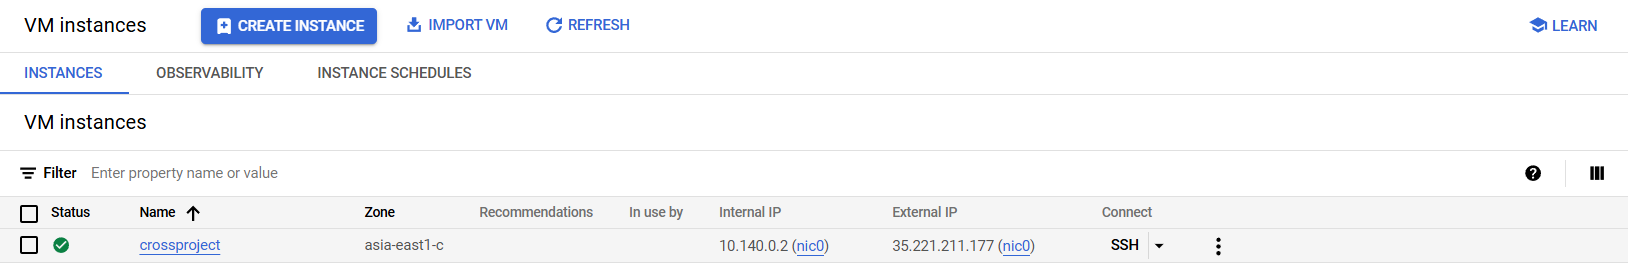 VM instances CREATE INSTANCE IMPORT VM REFRESH LEARN
INSTANCES OBSERVABILITY INSTANCE SCHEDULES
VM instances
Filter Enter property name or value
Status Name Zone Recommendations In use by Internal IP External IP Connect
crossproject asia-east1-c 10.140.0.2 (nic0) 35.221.211.177 (nic0) SSH